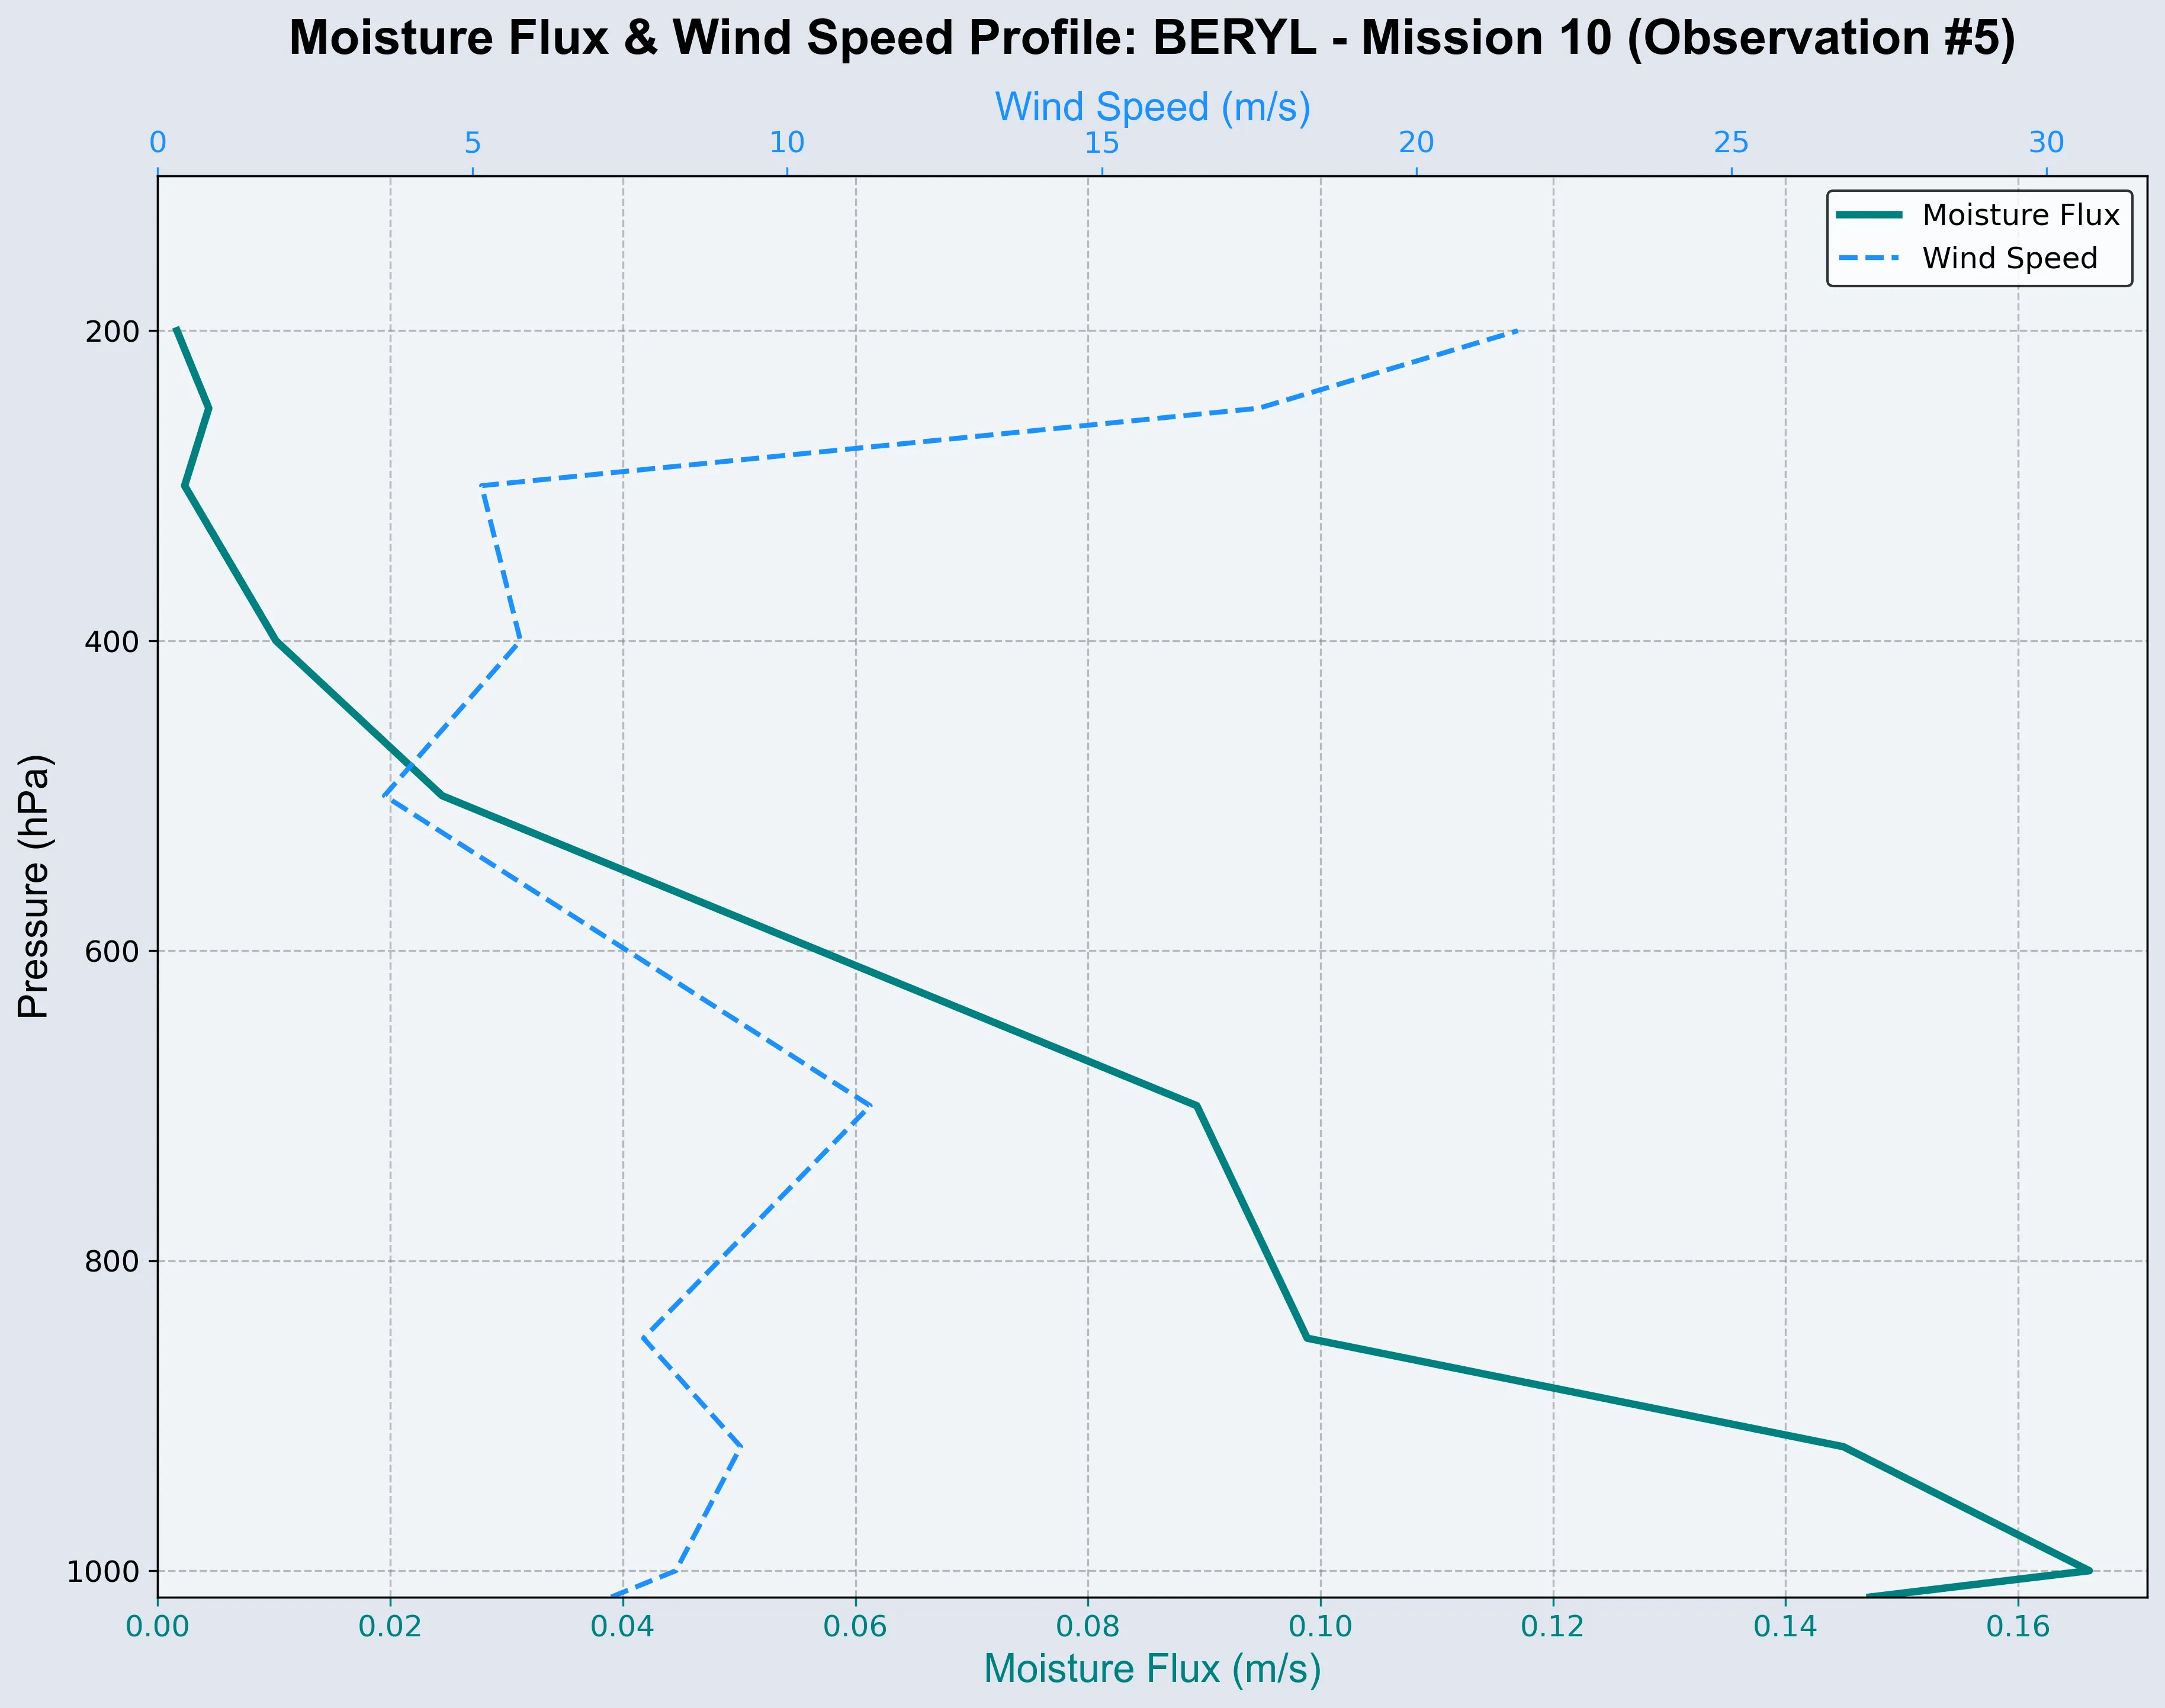 Moisture Flux & Wind Speed Profile: BERYL - Mission 10 (Observation #5)
Wind Speed (m/s)
0 5 10 15 20 25 30
Moisture Flux
Wind Speed
200
400
600
800
1000
Pressure (hPa)
0.00 0.02 0.04 0.06 0.08 0.10 0.12 0.14 0.16
Moisture Flux (m/s)